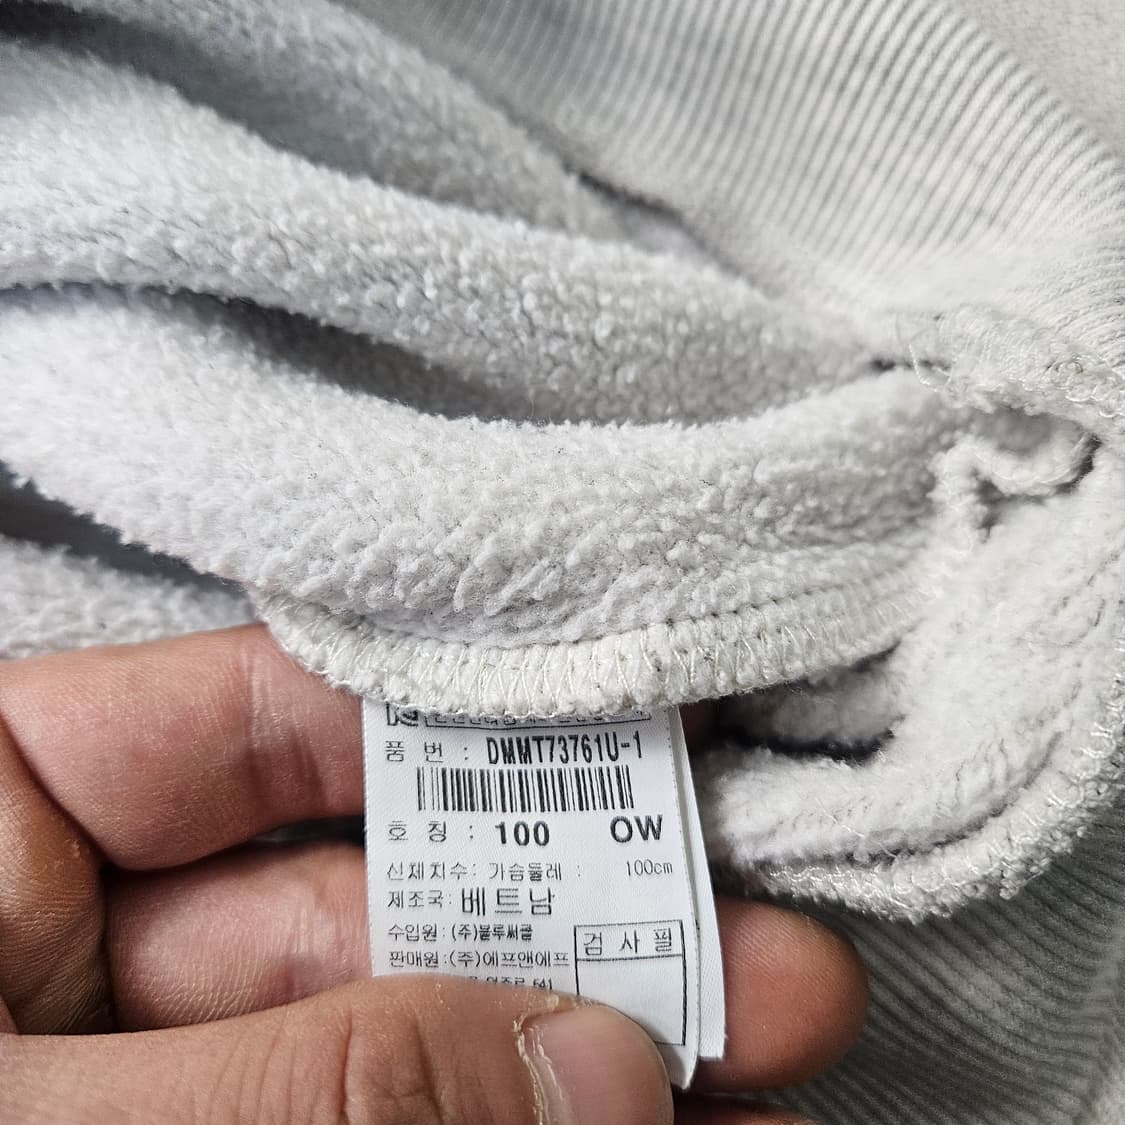 품 번 : DMMT73761U-1
호 칭 : 100 OW
신체치수: 가슴둘레 : 100cm
제조국: 베트남
수입원 : (주)블루써클
판매원 :(주)에프앤에프
검 사 필
541